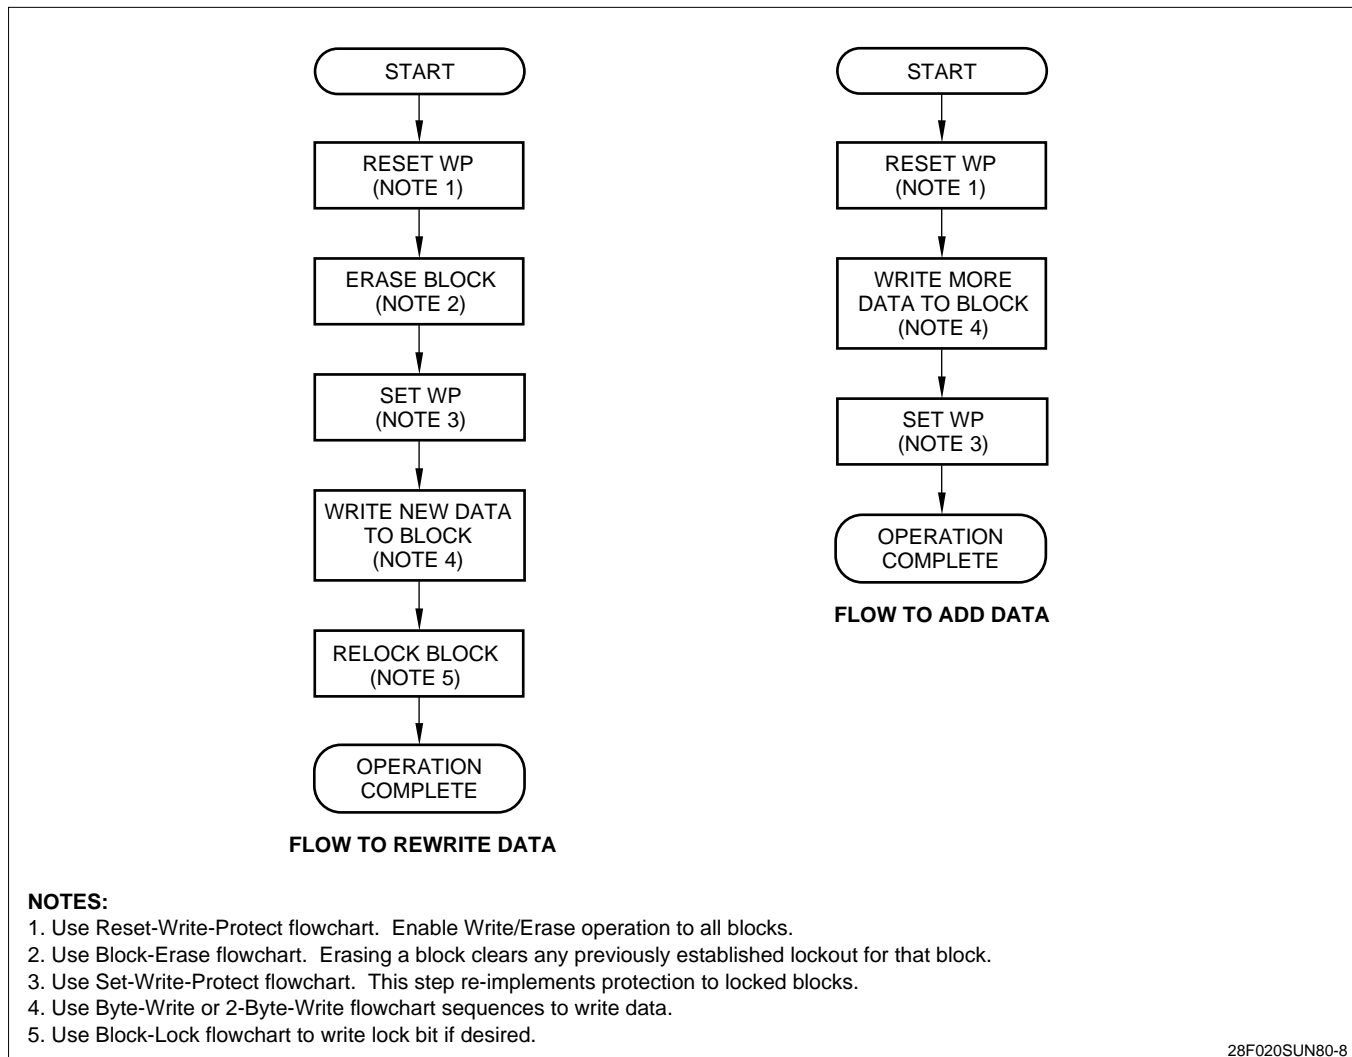 START
RESET WP
(NOTE 1)
ERASE BLOCK
(NOTE 2)
SET WP
(NOTE 3)
WRITE NEW DATA
TO BLOCK
(NOTE 4)
RELOCK BLOCK
(NOTE 5)
OPERATION
COMPLETE
FLOW TO REWRITE DATA
START
RESET WP
(NOTE 1)
WRITE MORE
DATA TO BLOCK
(NOTE 4)
SET WP
(NOTE 3)
OPERATION
COMPLETE
FLOW TO ADD DATA
NOTES:
1. Use Reset-Write-Protect flowchart.  Enable Write/Erase operation to all blocks.
2. Use Block-Erase flowchart.  Erasing a block clears any previously established lockout for that block.
3. Use Set-Write-Protect flowchart.  This step re-implements protection to locked blocks.
4. Use Byte-Write or 2-Byte-Write flowchart sequences to write data.
5. Use Block-Lock flowchart to write lock bit if desired.
28F020SUN80-8